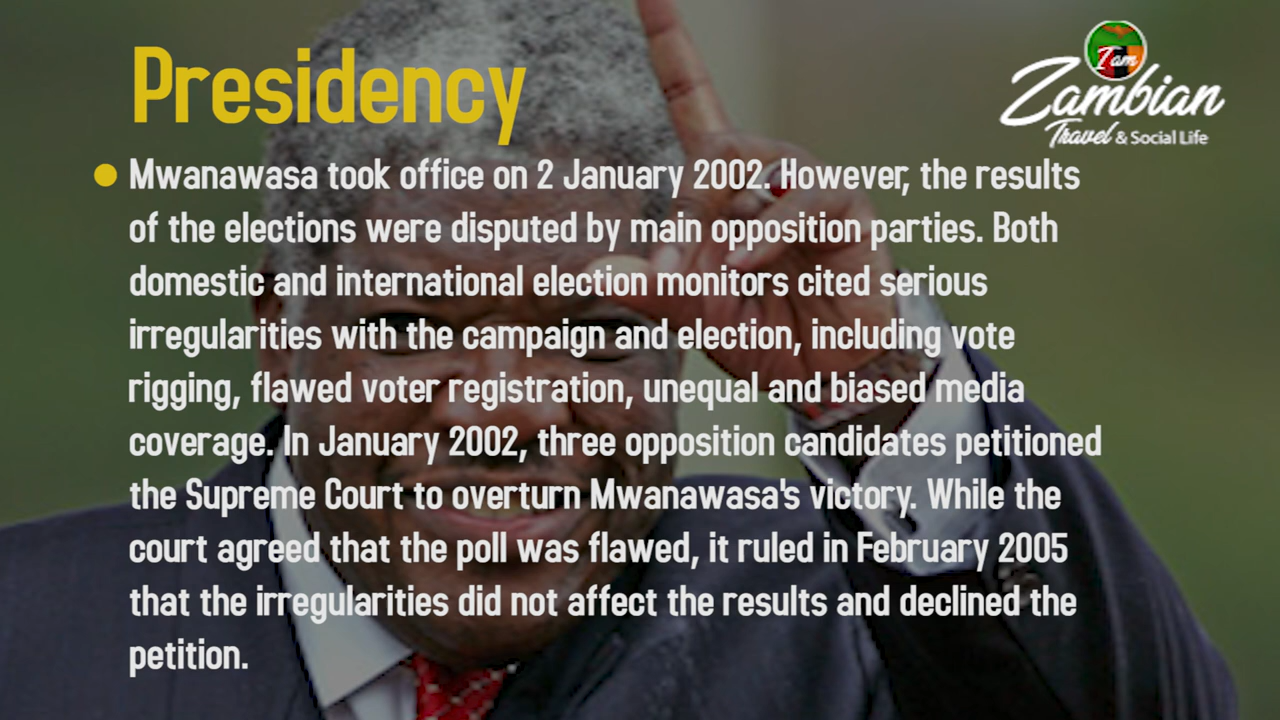 Presidency
I am
Zambian
Travel & Social Life
Mwanawasa took office on 2 January 2002. However, the results
of the elections were disputed by main opposition parties. Both
domestic and international election monitors cited serious
irregularities with the campaign and election, including vote
rigging, flawed voter registration, unequal and biased media
coverage. In January 2002, three opposition candidates petitioned
the Supreme Court to overturn Mwanawasa's victory. While the
court agreed that the poll was flawed, it ruled in February 2005
that the irregularities did not affect the results and declined the
petition.